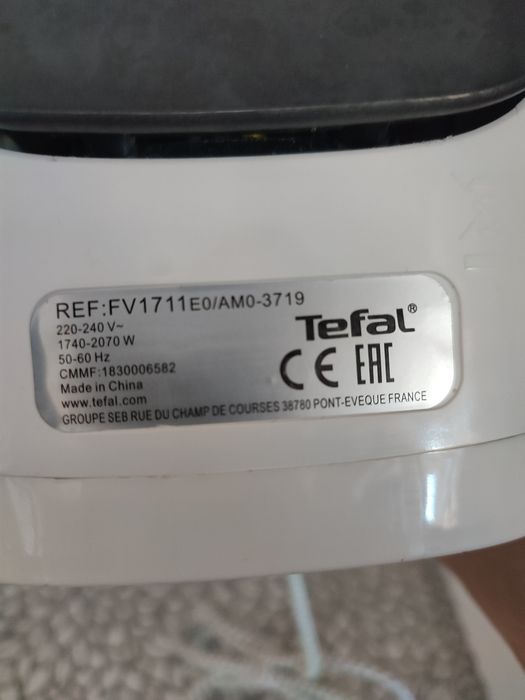 REF:FV1711E0/AM0-3719
220-240 V~
1740-2070 W
50-60 Hz
CMMF:1830006582
Made in China
www.tefal.com
Tefal®
CE EAC
GROUPE SEB RUE DU CHAMP DE COURSES 38780 PONT-EVEQUE FRANCE